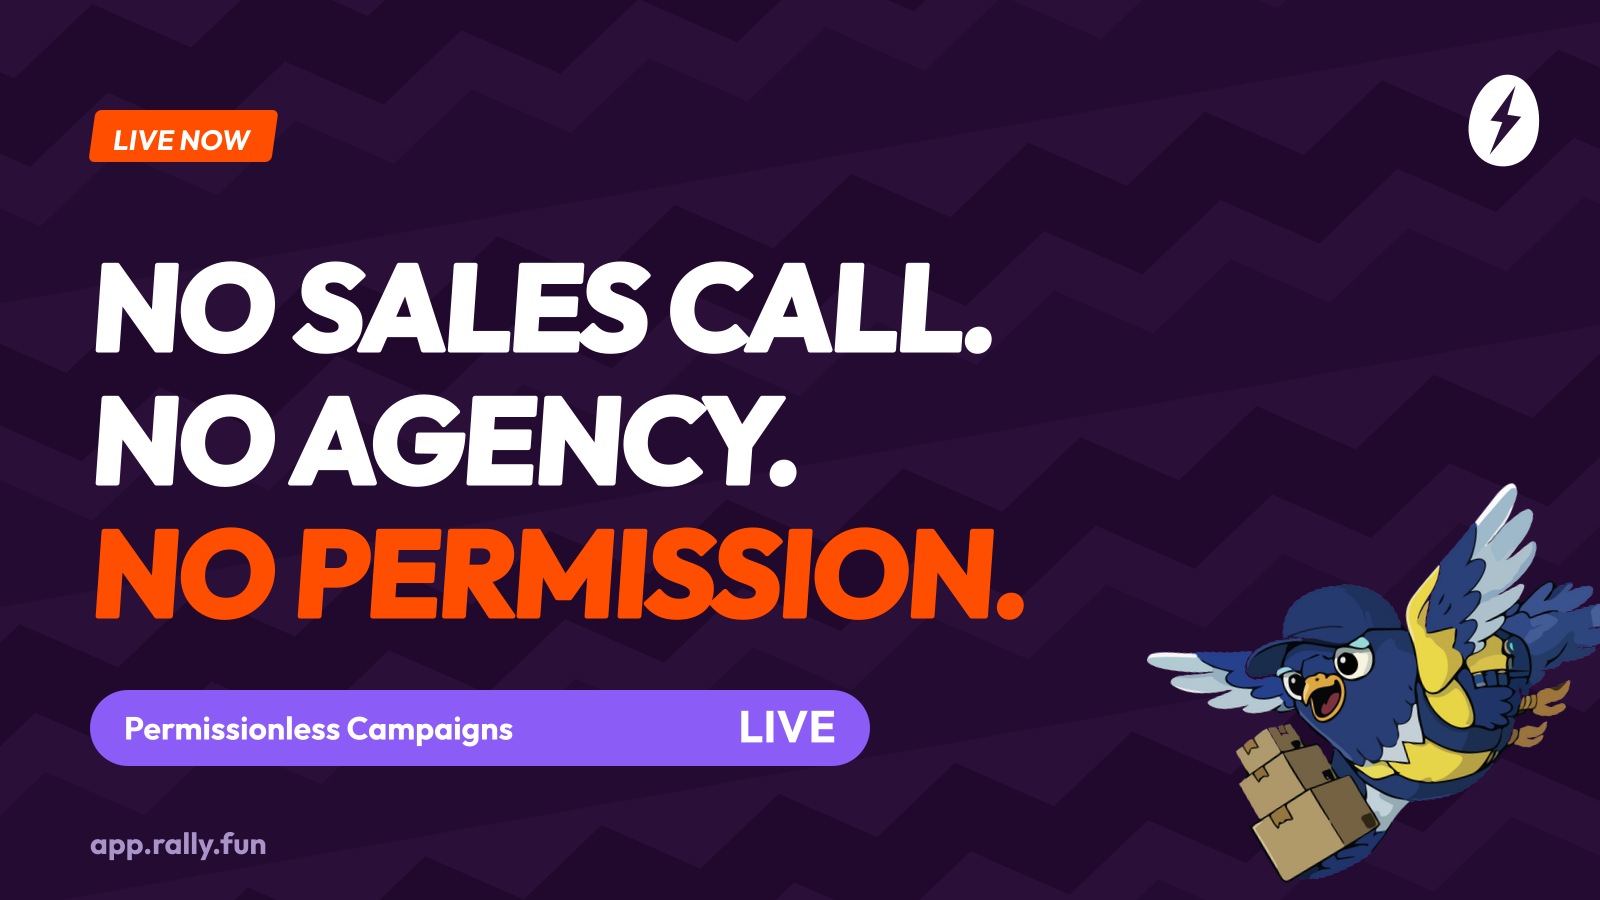 LIVE NOW
NO SALES CALL.
NO AGENCY.
NO PERMISSION.
Permissionless Campaigns LIVE
app.rally.fun